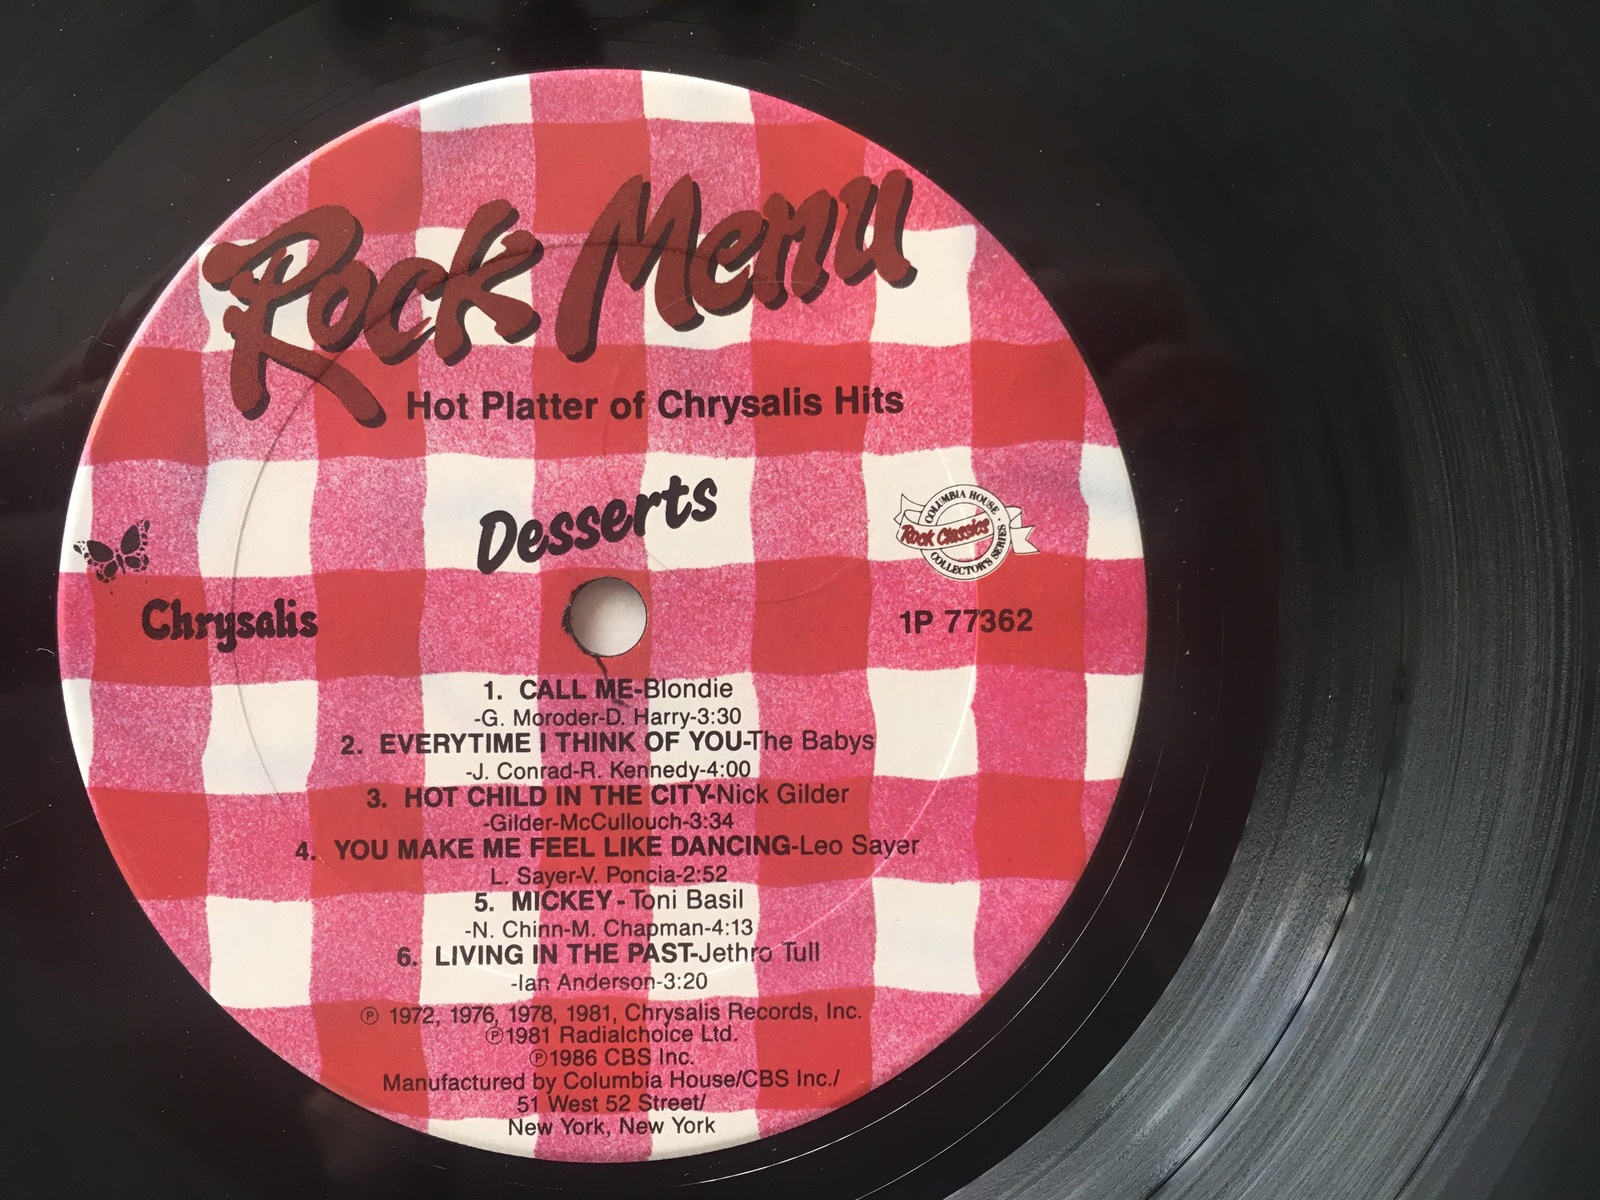 Rock Menu
Hot Platter of Chrysalis Hits
Desserts
COLUMBIA HOUSE
Rock Classics
COLLECTOR'S SERIES
Chrysalis
1P 77362
1. CALL ME-Blondie
-G. Moroder-D. Harry-3:30
2. EVERYTIME I THINK OF YOU-The Babys
-J. Conrad-R. Kennedy-4:00
3. HOT CHILD IN THE CITY-Nick Gilder
-Gilder-McCullouch-3:34
4. YOU MAKE ME FEEL LIKE DANCING-Leo Sayer
L. Sayer-V. Poncia-2:52
5. MICKEY - Toni Basil
-N. Chinn-M. Chapman-4:13
6. LIVING IN THE PAST-Jethro Tull
-Ian Anderson-3:20
℗ 1972, 1976, 1978, 1981, Chrysalis Records, Inc.
℗1981 Radialchoice Ltd.
℗1986 CBS Inc.
Manufactured by Columbia House/CBS Inc./
51 West 52 Street/
New York, New York